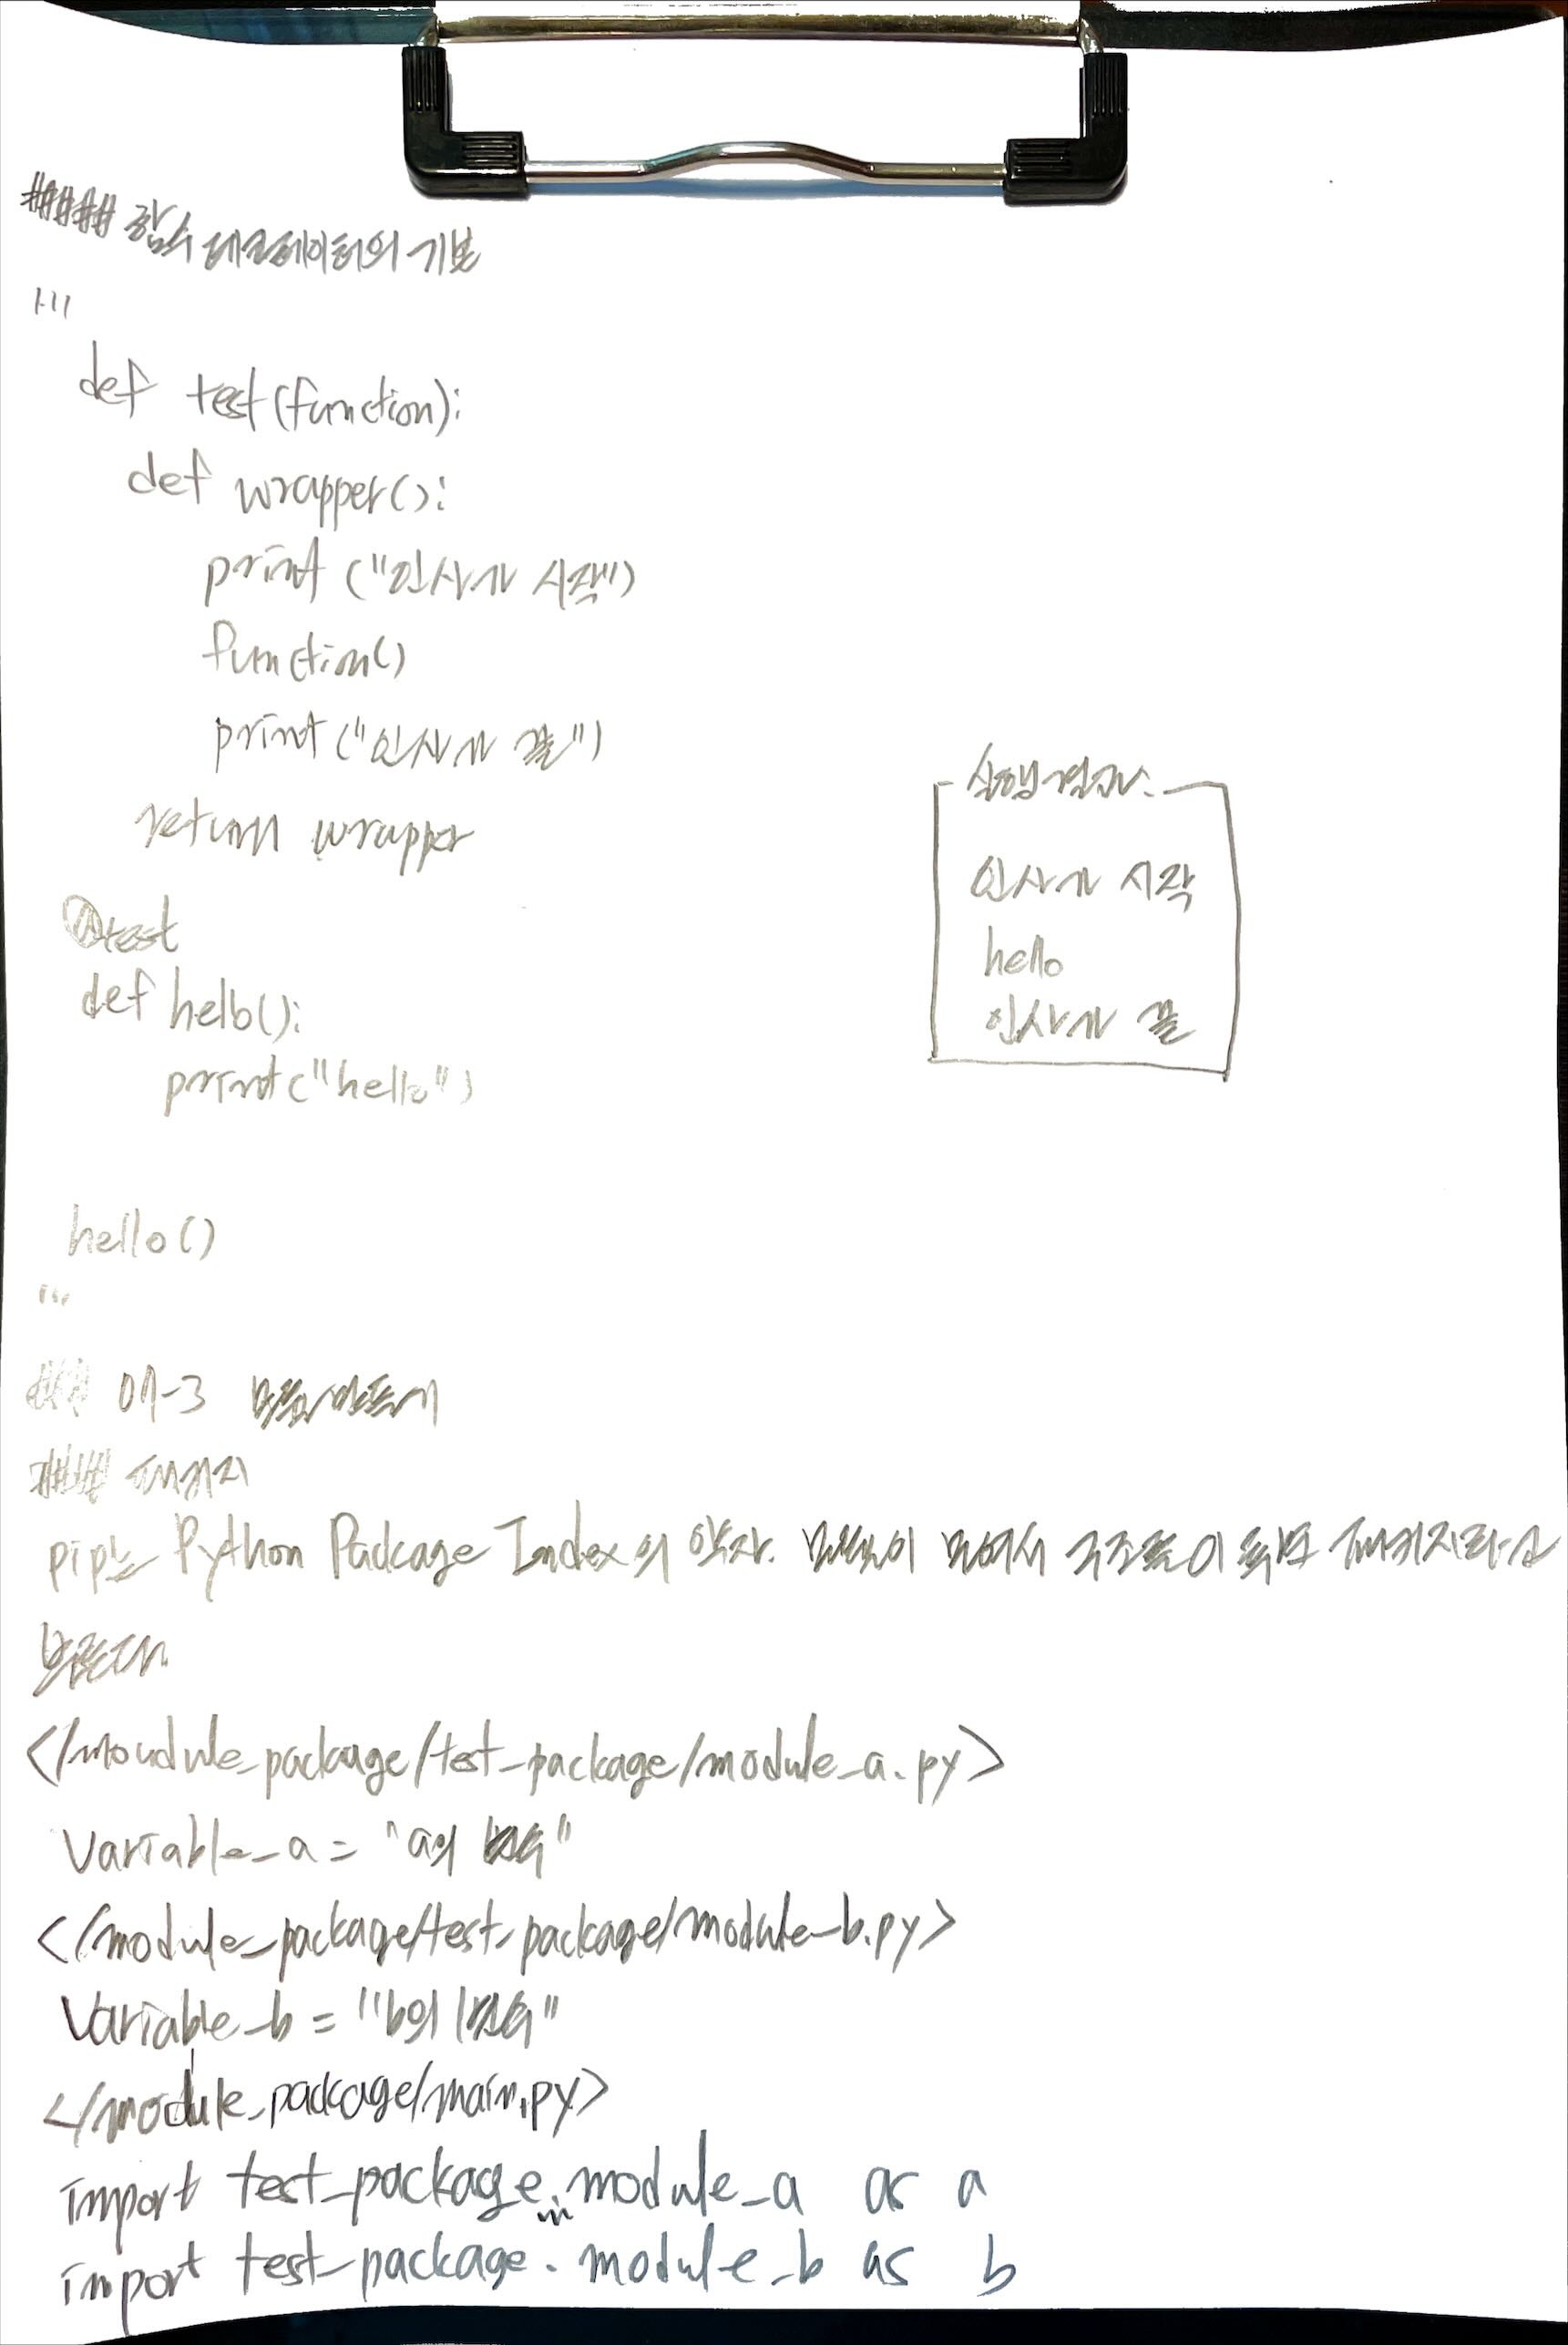 ##### 함수 데코레이터의 기본
'''
def test(function):
def wrapper():
print ("인사가 시작")
function()
print("인사가 끝")
return wrapper
@test
def hello():
print("hello")
실행결과:
인사가 시작
hello
인사가 끝
hello()
'''
### 07-3 모듈만들기
#### 패키지
pip는 Python Package Index의 약자. 모듈이 모여서 구조를 이루면 패키지라고
부른다.
</moudule_package/test_package/module_a.py>
Variable_a = "a의 변수"
</module_package/test_package/module_b.py>
Variable_b = "b의 변수"
</module_package/main.py>
import test_package.module_a as a
import test_package.module_b as b